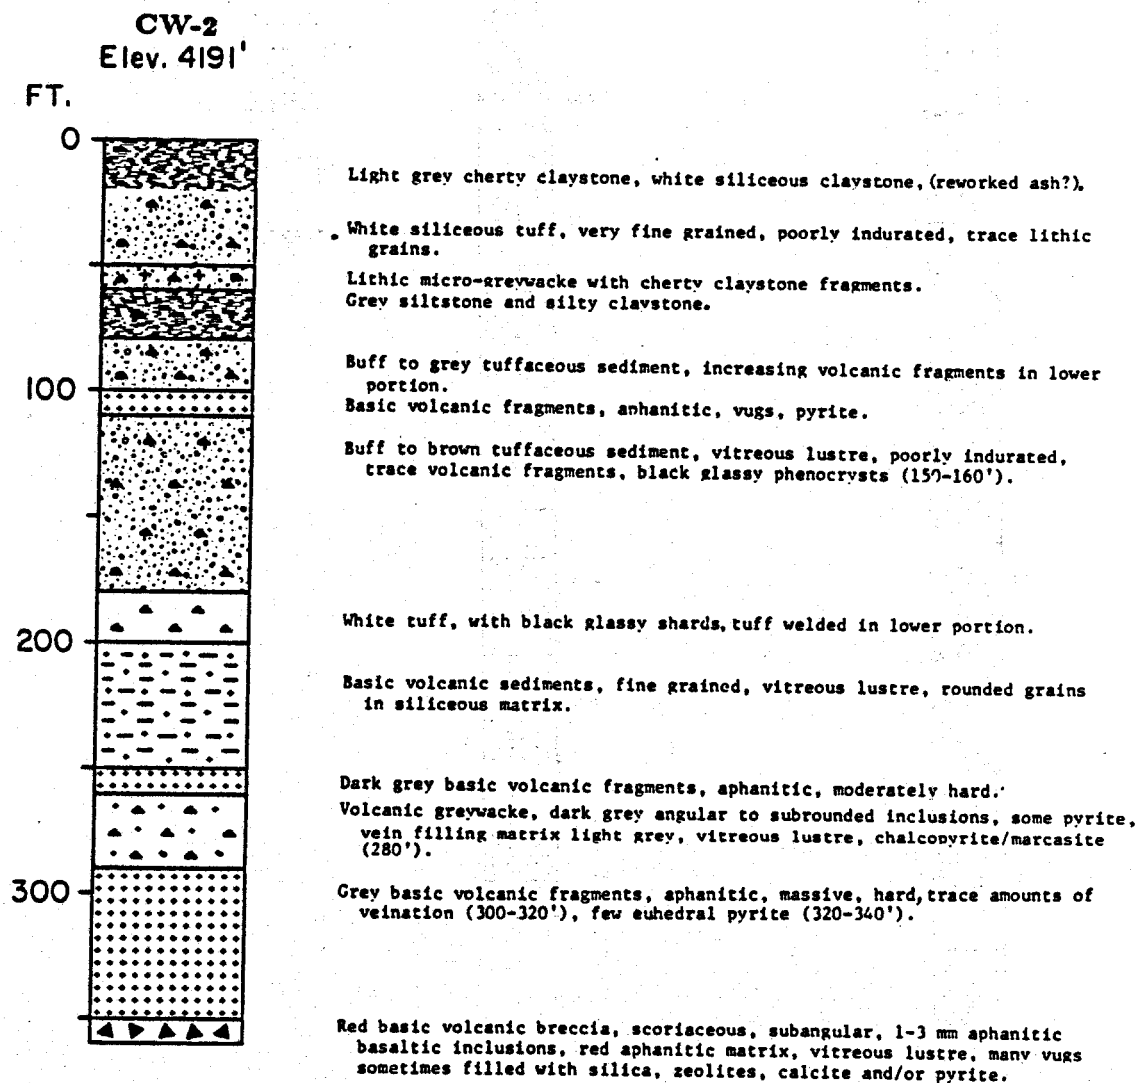 CW-2
Elev. 4191'
FT.
0
Light grey cherty claystone, white siliceous claystone, (reworked ash?).
White siliceous tuff, very fine grained, poorly indurated, trace lithic
grains.
Lithic micro-greywacke with cherty claystone fragments.
Grey siltstone and silty claystone.
Buff to grey tuffaceous sediment, increasing volcanic fragments in lower
portion.
100
Basic volcanic fragments, aphanitic, vugs, pyrite.
Buff to brown tuffaceous sediment, vitreous lustre, poorly indurated,
trace volcanic fragments, black glassy phenocrysts (150-160').
White tuff, with black glassy shards, tuff welded in lower portion.
200
Basic volcanic sediments, fine grained, vitreous lustre, rounded grains
in siliceous matrix.
Dark grey basic volcanic fragments, aphanitic, moderately hard.
Volcanic greywacke, dark grey angular to subrounded inclusions, some pyrite,
vein filling matrix light grey, vitreous lustre, chalcopyrite/marcasite
(280').
300
Grey basic volcanic fragments, aphanitic, massive, hard, trace amounts of
veination (300-320'), few euhedral pyrite (320-340').
Red basic volcanic breccia, scoriaceous, subangular, 1-3 mm aphanitic
basaltic inclusions, red aphanitic matrix, vitreous lustre, many vugs
sometimes filled with silica, zeolites, calcite and/or pyrite.